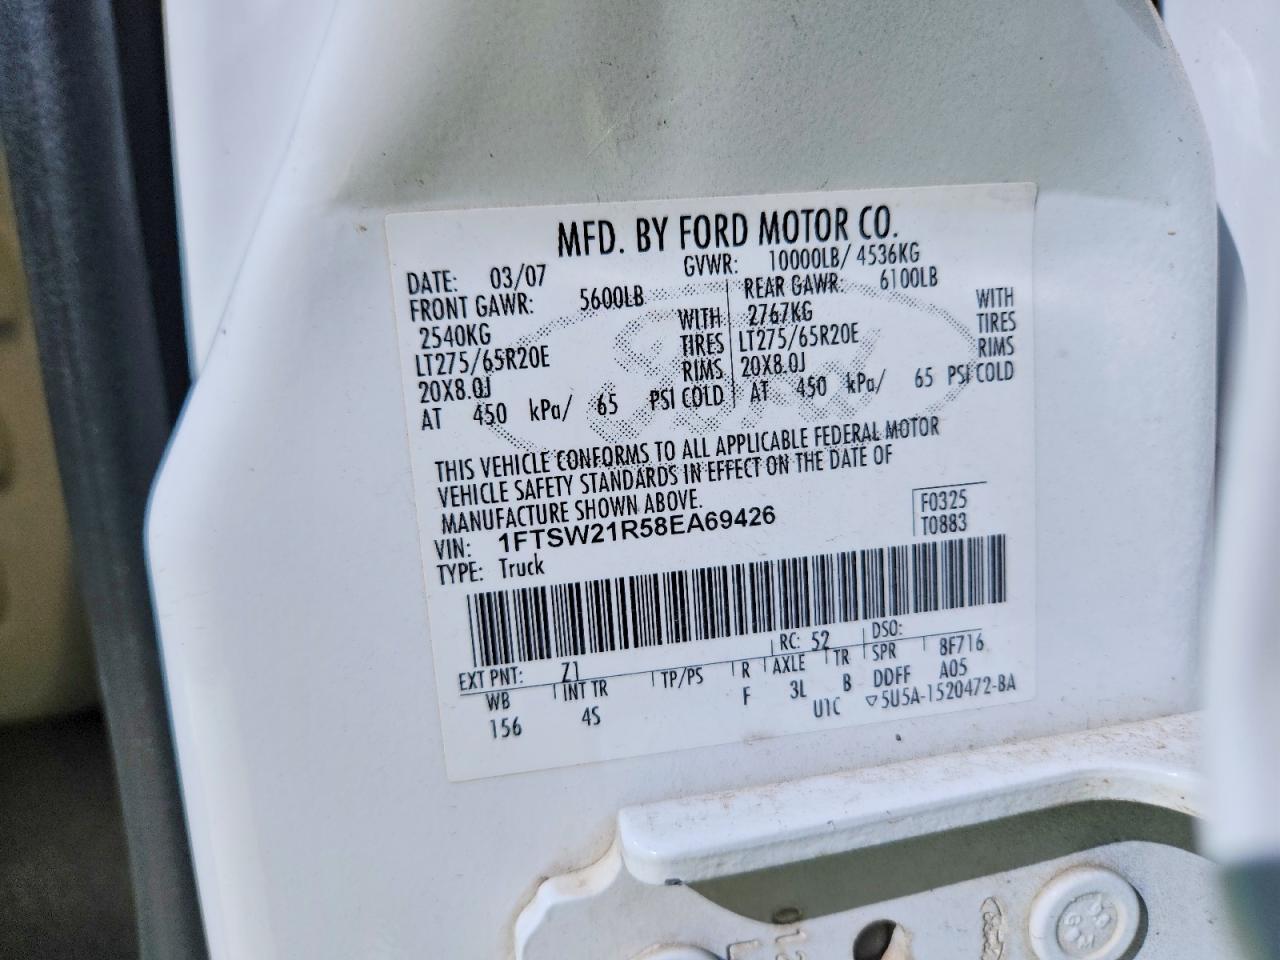 MFD. BY FORD MOTOR CO.
DATE: 03/07 GVWR: 10000LB/ 4536KG
FRONT GAWR: 5600LB REAR GAWR: 6100LB
2540KG WITH 2767KG WITH
LT275/65R20E TIRES LT275/65R20E TIRES
20X8.0J RIMS 20X8.0J RIMS
AT 450 kPa/ 65 PSI COLD AT 450 kPa/ 65 PSI COLD
THIS VEHICLE CONFORMS TO ALL APPLICABLE FEDERAL MOTOR
VEHICLE SAFETY STANDARDS IN EFFECT ON THE DATE OF
MANUFACTURE SHOWN ABOVE.
F0325
VIN: 1FTSW21R58EA69426 T0883
TYPE: Truck
RC: 52 DSO:
EXT PNT: Z1 R AXLE TR SPR 8F716
WB INT TR TP/PS F 3L B DDFF A05
156 4S U1C ▽5U5A-1520472-BA